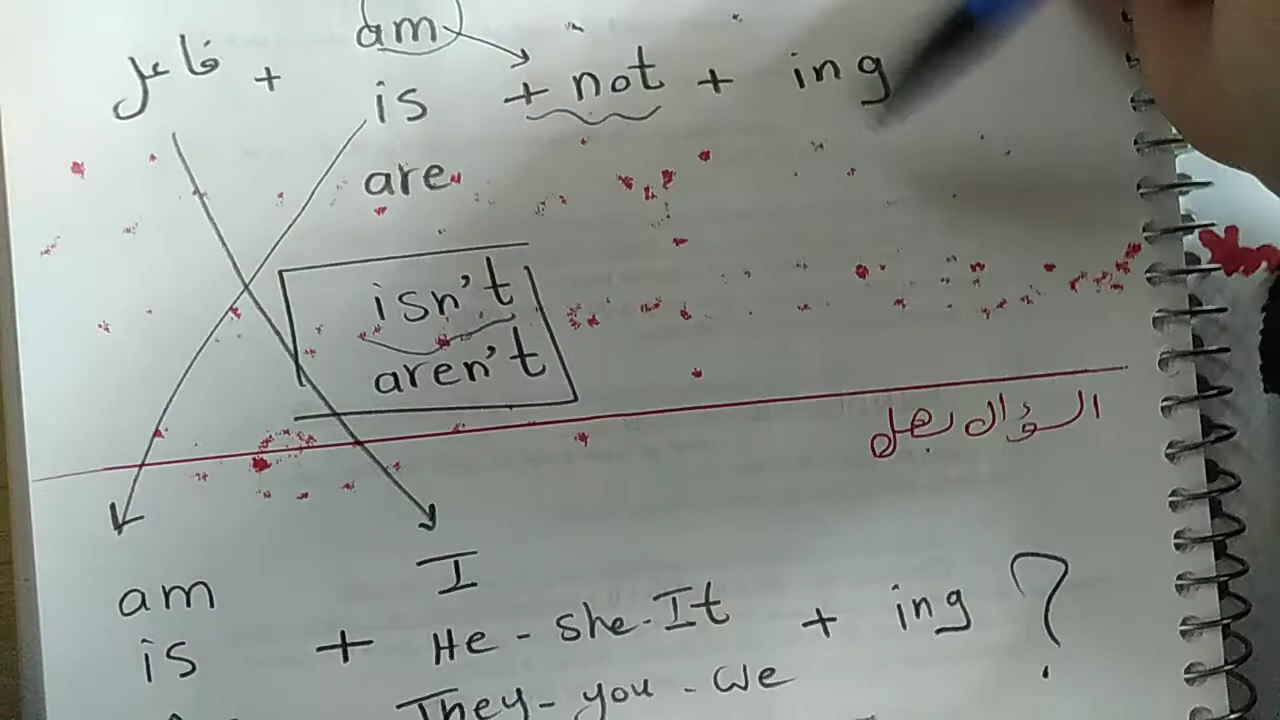 am
فاعل + is + not + ing
are
isn't
aren't
السؤال بهل
am I
is + He - she - It + ing ?
They - you - we